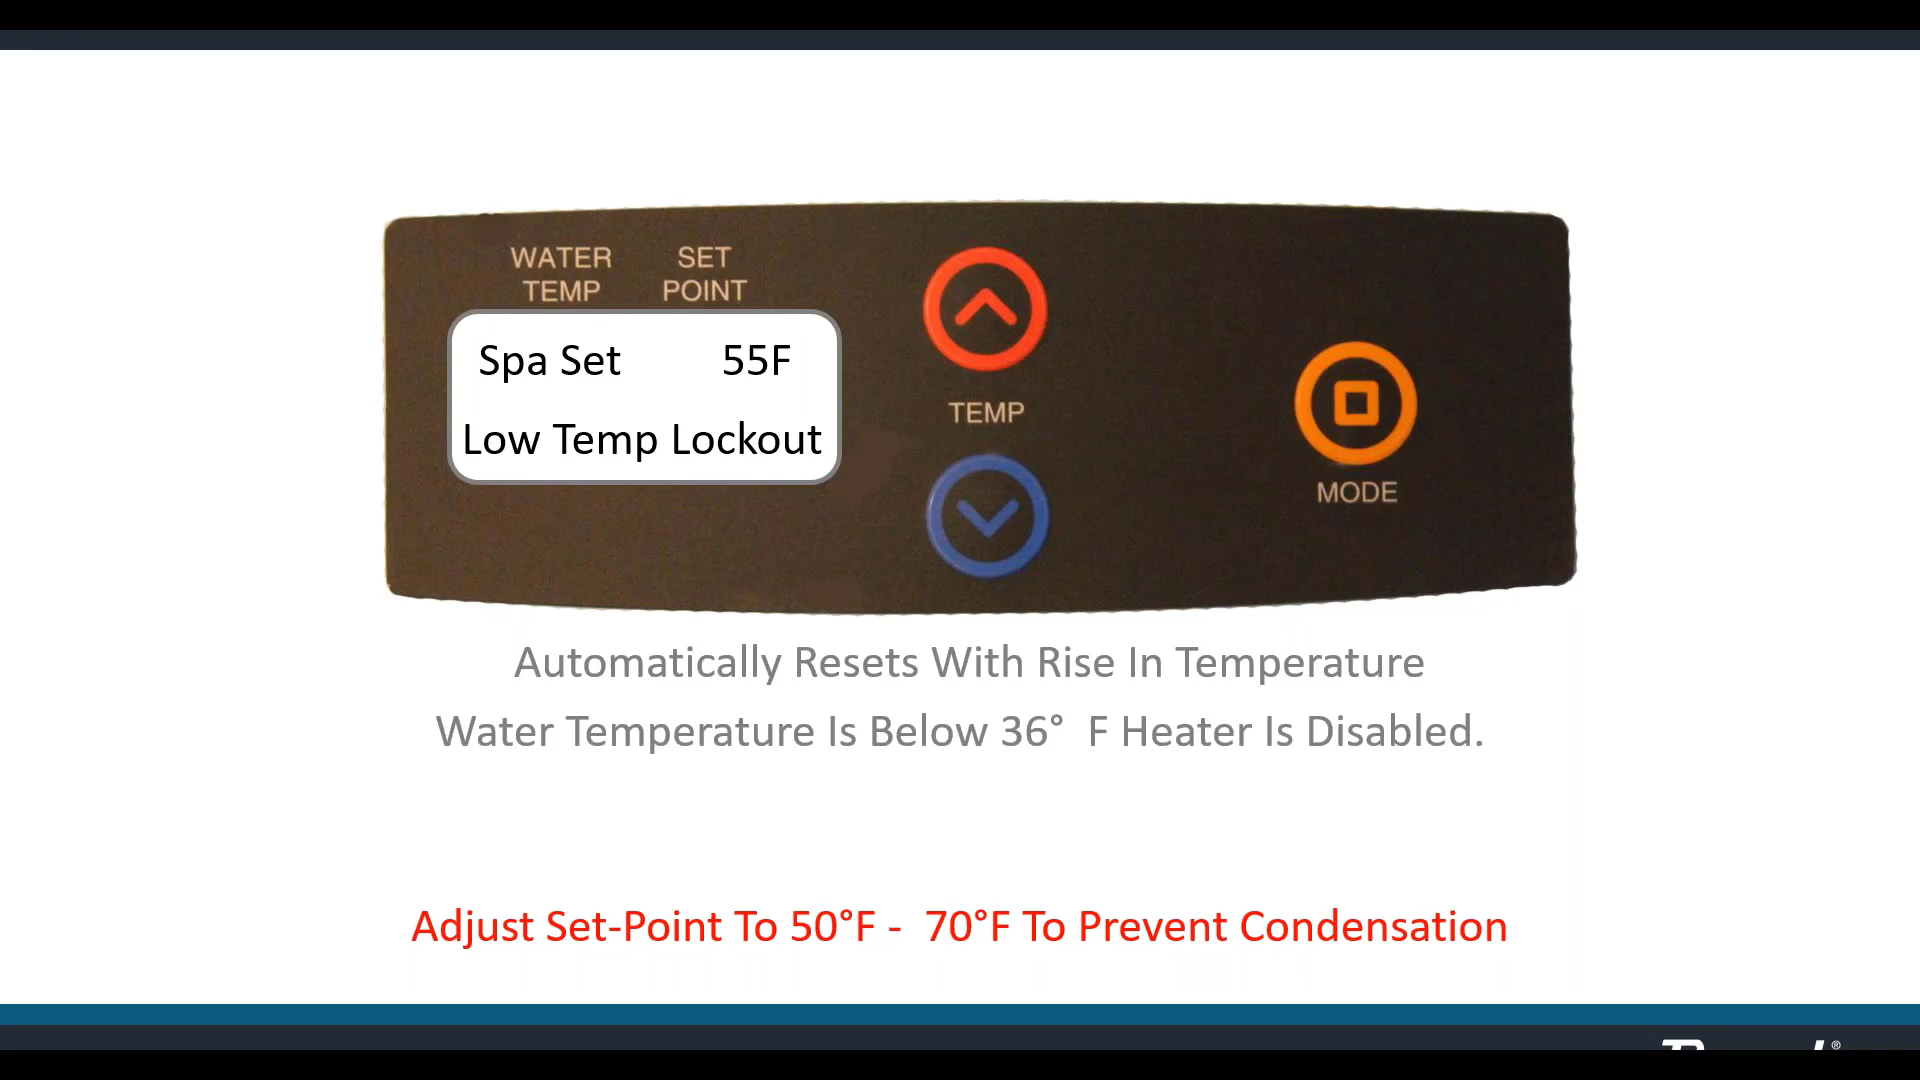 WATER SET
TEMP POINT
Spa Set 55F
Low Temp Lockout
TEMP
MODE
Automatically Resets With Rise In Temperature
Water Temperature Is Below 36° F Heater Is Disabled.
Adjust Set-Point To 50°F - 70°F To Prevent Condensation